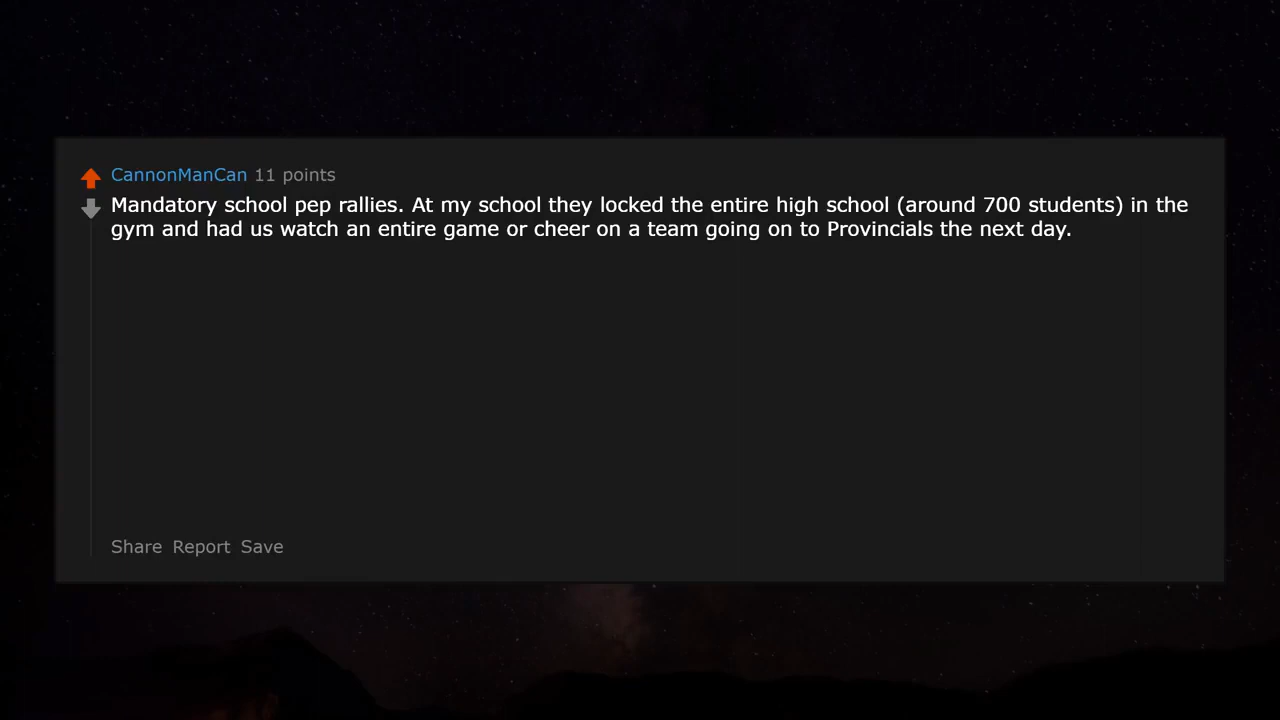 CannonManCan 11 points
Mandatory school pep rallies. At my school they locked the entire high school (around 700 students) in the
gym and had us watch an entire game or cheer on a team going on to Provincials the next day.
Share Report Save